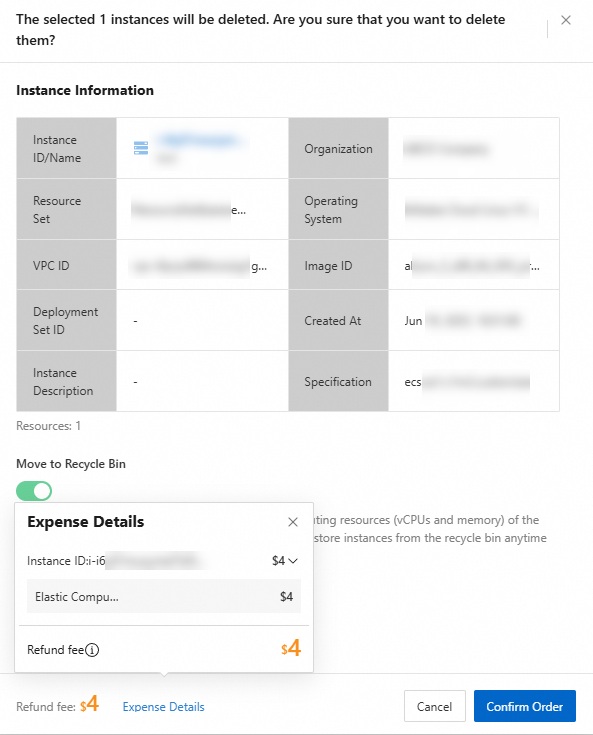 The selected 1 instances will be deleted. Are you sure that you want to delete
them?
Instance Information
Instance
ID/Name
Organization
Resource
Set
e...
Operating
System
VPC ID
g...
Image ID
al
...
Deployment
Set ID
-
Created At
Jun
Instance
Description
-
Specification
ecs
Resources: 1
Move to Recycle Bin
resources (vCPUs and memory) of the
instances from the recycle bin anytime
Expense Details
Instance ID:i-i6
$4
Elastic Compu...
$4
Refund fee
$4
Refund fee: $4
Expense Details
Cancel
Confirm Order